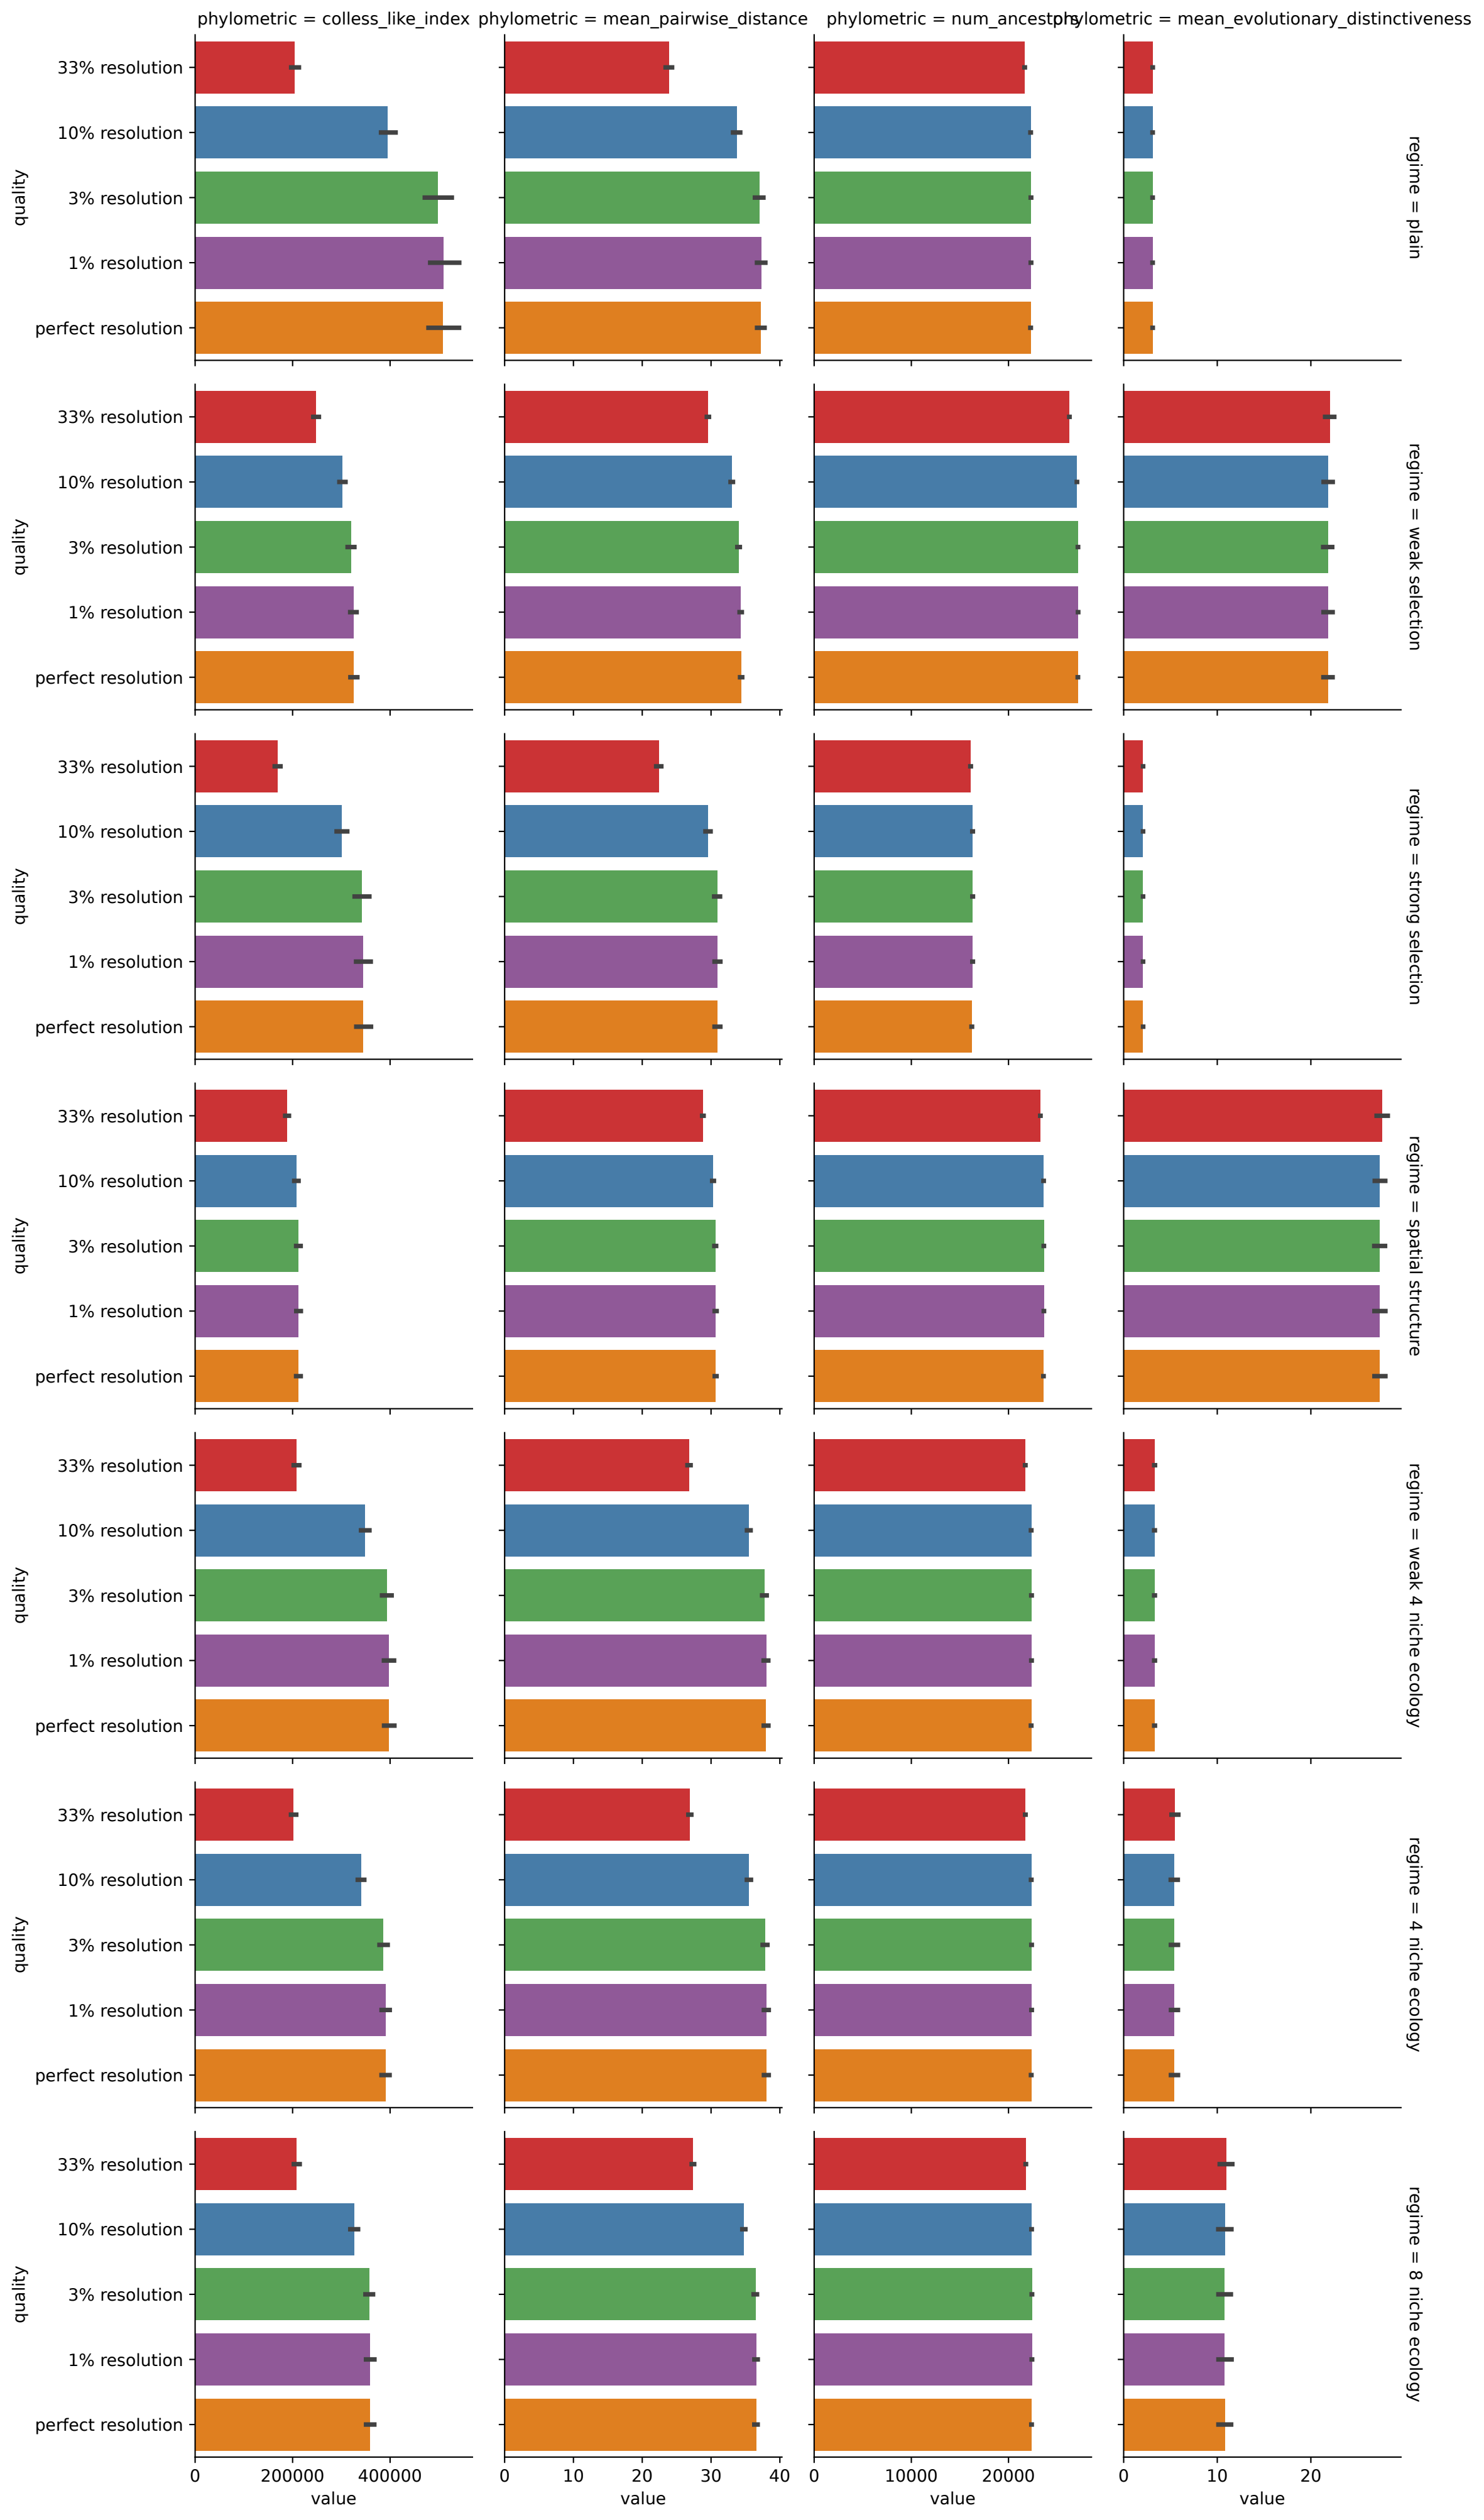 phylometric = colless_like_index
phylometric = mean_pairwise_distance
phylometric = num_ancestors
phylometric = mean_evolutionary_distinctiveness
quality
33% resolution
10% resolution
3% resolution
1% resolution
perfect resolution
regime = plain
quality
33% resolution
10% resolution
3% resolution
1% resolution
perfect resolution
regime = weak selection
quality
33% resolution
10% resolution
3% resolution
1% resolution
perfect resolution
regime = strong selection
quality
33% resolution
10% resolution
3% resolution
1% resolution
perfect resolution
regime = spatial structure
quality
33% resolution
10% resolution
3% resolution
1% resolution
perfect resolution
regime = weak 4 niche ecology
quality
33% resolution
10% resolution
3% resolution
1% resolution
perfect resolution
regime = 4 niche ecology
quality
33% resolution
10% resolution
3% resolution
1% resolution
perfect resolution
regime = 8 niche ecology
0 200000 400000
value
0 10 20 30 40
value
0 10000 20000
value
0 10 20
value